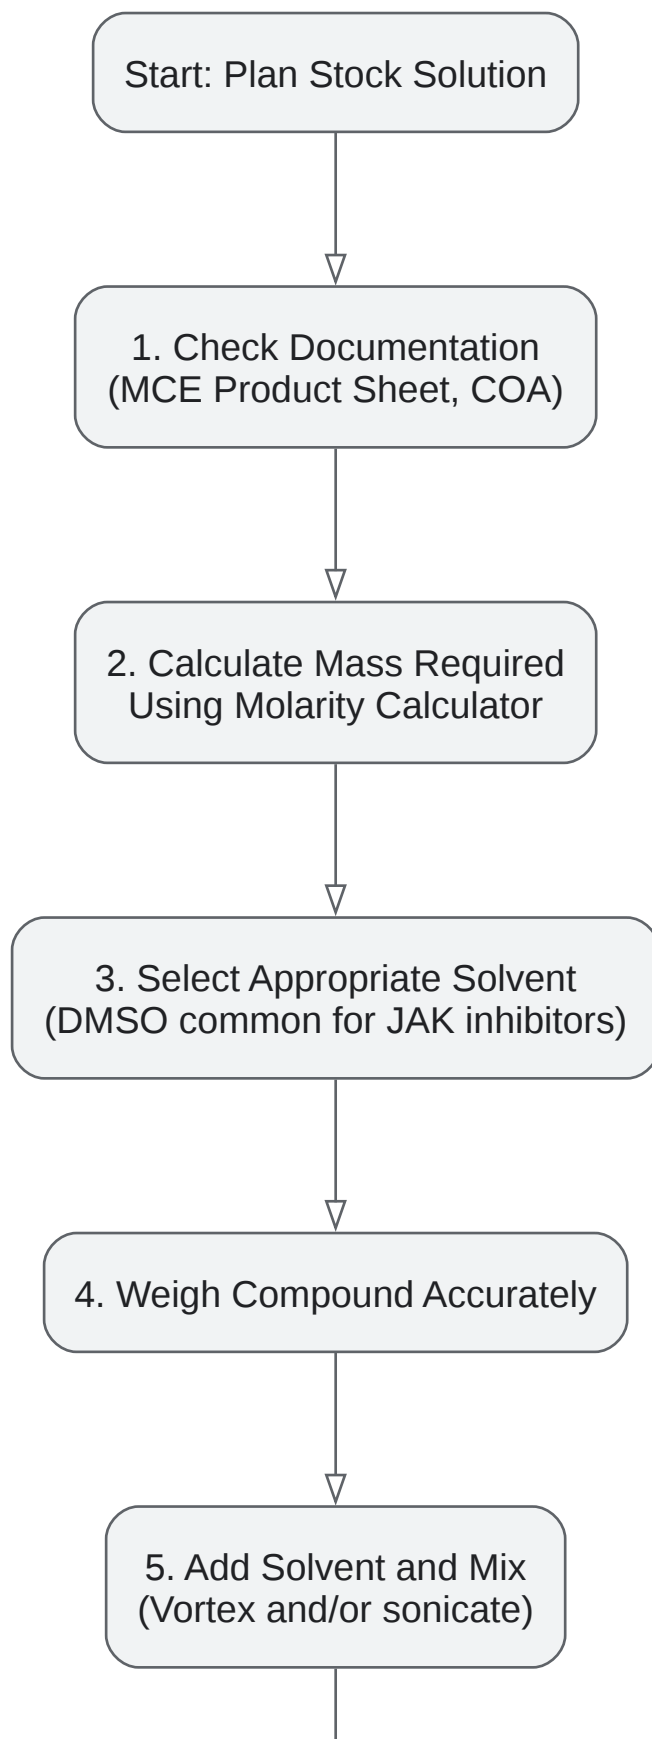 Start: Plan Stock Solution
1. Check Documentation
(MCE Product Sheet, COA)
2. Calculate Mass Required
Using Molarity Calculator
3. Select Appropriate Solvent
(DMSO common for JAK inhibitors)
4. Weigh Compound Accurately
5. Add Solvent and Mix
(Vortex and/or sonicate)